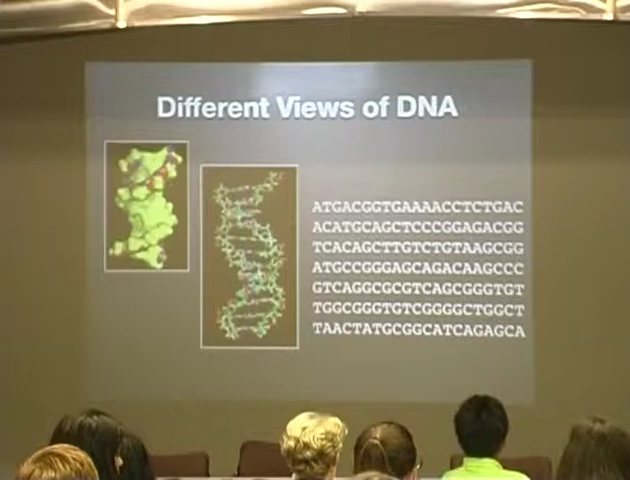 Different Views of DNA
ATGACGGTGAAAACCTCTGAC
ACATGCAGCTCCCGGAGACGG
TCACAGCTTGTCTGTAAGCGG
ATGCCGGGAGCAGACAAGCCC
GTCAGGCGCGTCAGCGGGTGT
TGGCGGGTGTCGGGGCTGGCT
TAACTATGCGGCATCAGAGCA